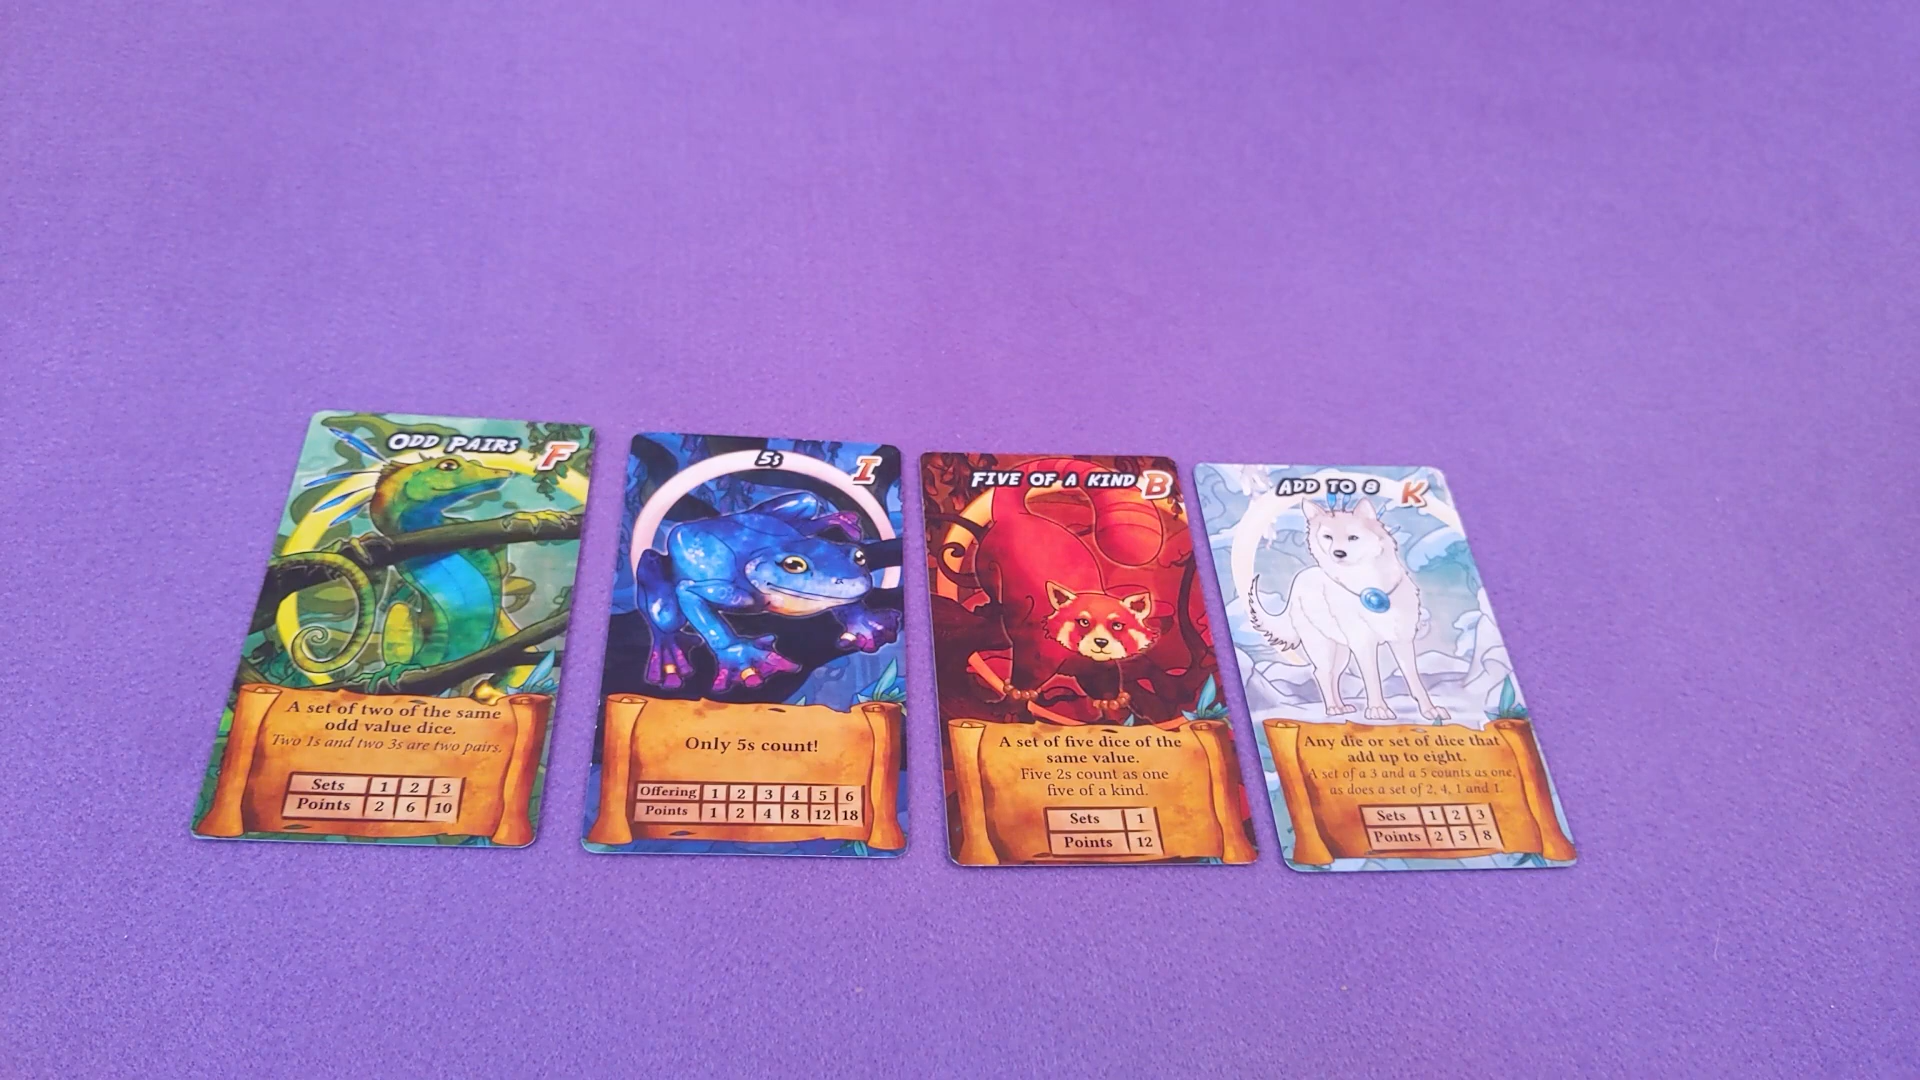 ODD PAIRS F
A set of two of the same
odd value dice.
Two 1s and two 3s are two pairs.
Sets 1 2 3
Points 2 6 10
5s I
Only 5s count!
Offering 1 2 3 4 5 6
Points 1 2 4 8 12 18
FIVE OF A KIND B
A set of five dice of the
same value.
Five 2s count as one
five of a kind.
Sets 1
Points 12
ADD TO 8 K
Any die or set of dice that
add up to eight.
A set of a 3 and a 5 counts as one,
as does a set of 2, 4, 1 and 1.
Sets 1 2 3
Points 2 5 8